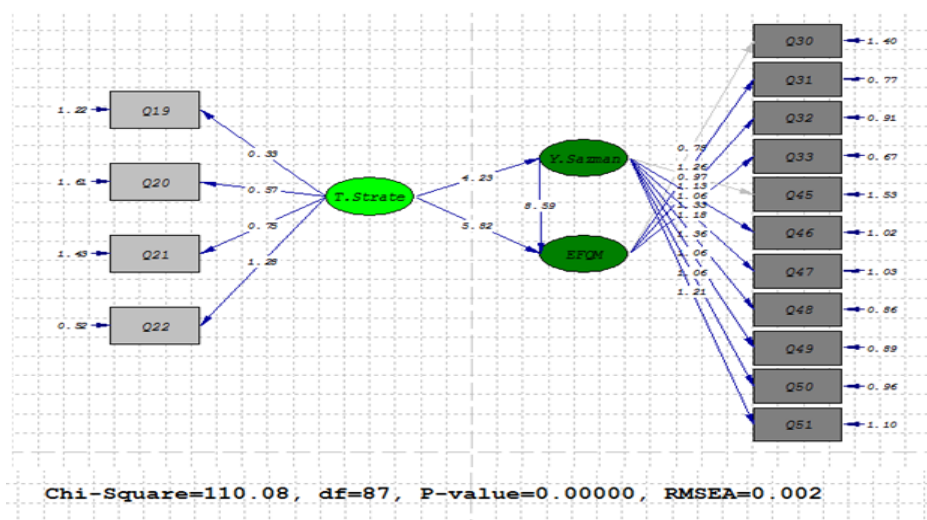 Q30
1.40
Q31
0.77
Q19
1.22
Q32
0.91
0.33
0.75
Y.Sazman
1.26
Q33
0.67
0.97
1.13
Q20
1.61
0.57
4.23
1.06
Q45
1.53
T.Strate
1.33
8.59
1.18
5.82
Q46
1.02
0.75
1.36
Q21
1.43
EFQM
1.06
1.28
Q47
1.03
1.06
1.21
Q48
0.86
Q22
0.52
Q49
0.89
Q50
0.96
Q51
1.10
Chi-Square=110.08, df=87, P-value=0.00000, RMSEA=0.002